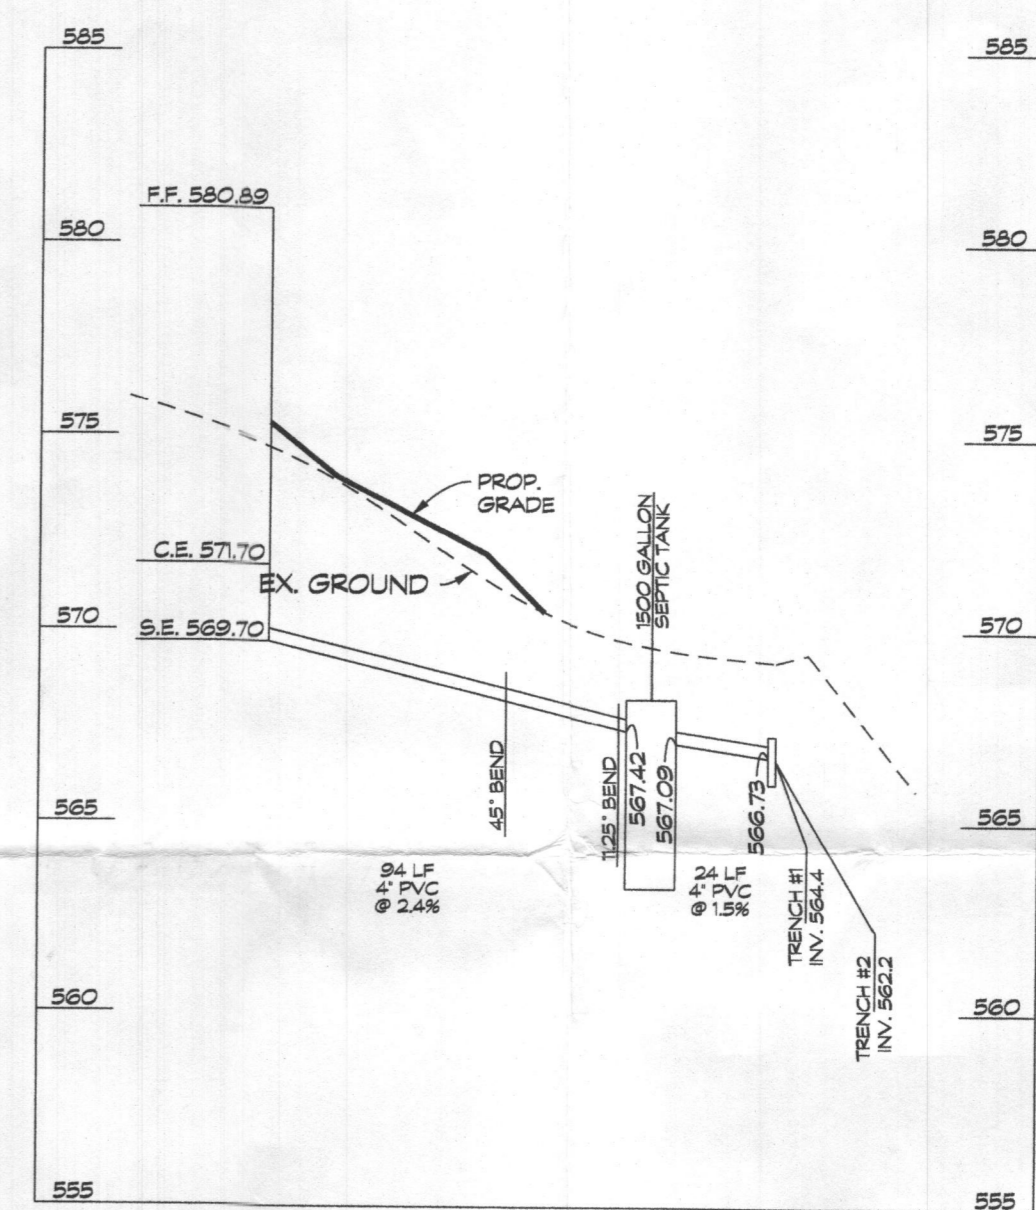 585
585
F.F. 580.89
580
580
575
575
PROP.
GRADE
C.E. 571.70
EX. GROUND
1500 GALLON
SEPTIC TANK
570
570
S.E. 569.70
45° BEND
11.25° BEND
567.42
567.09
566.73
565
565
94 LF
4" PVC
@ 2.4%
24 LF
4" PVC
@ 1.5%
TRENCH #1
INV. 564.4
TRENCH #2
INV. 562.2
560
560
555
555